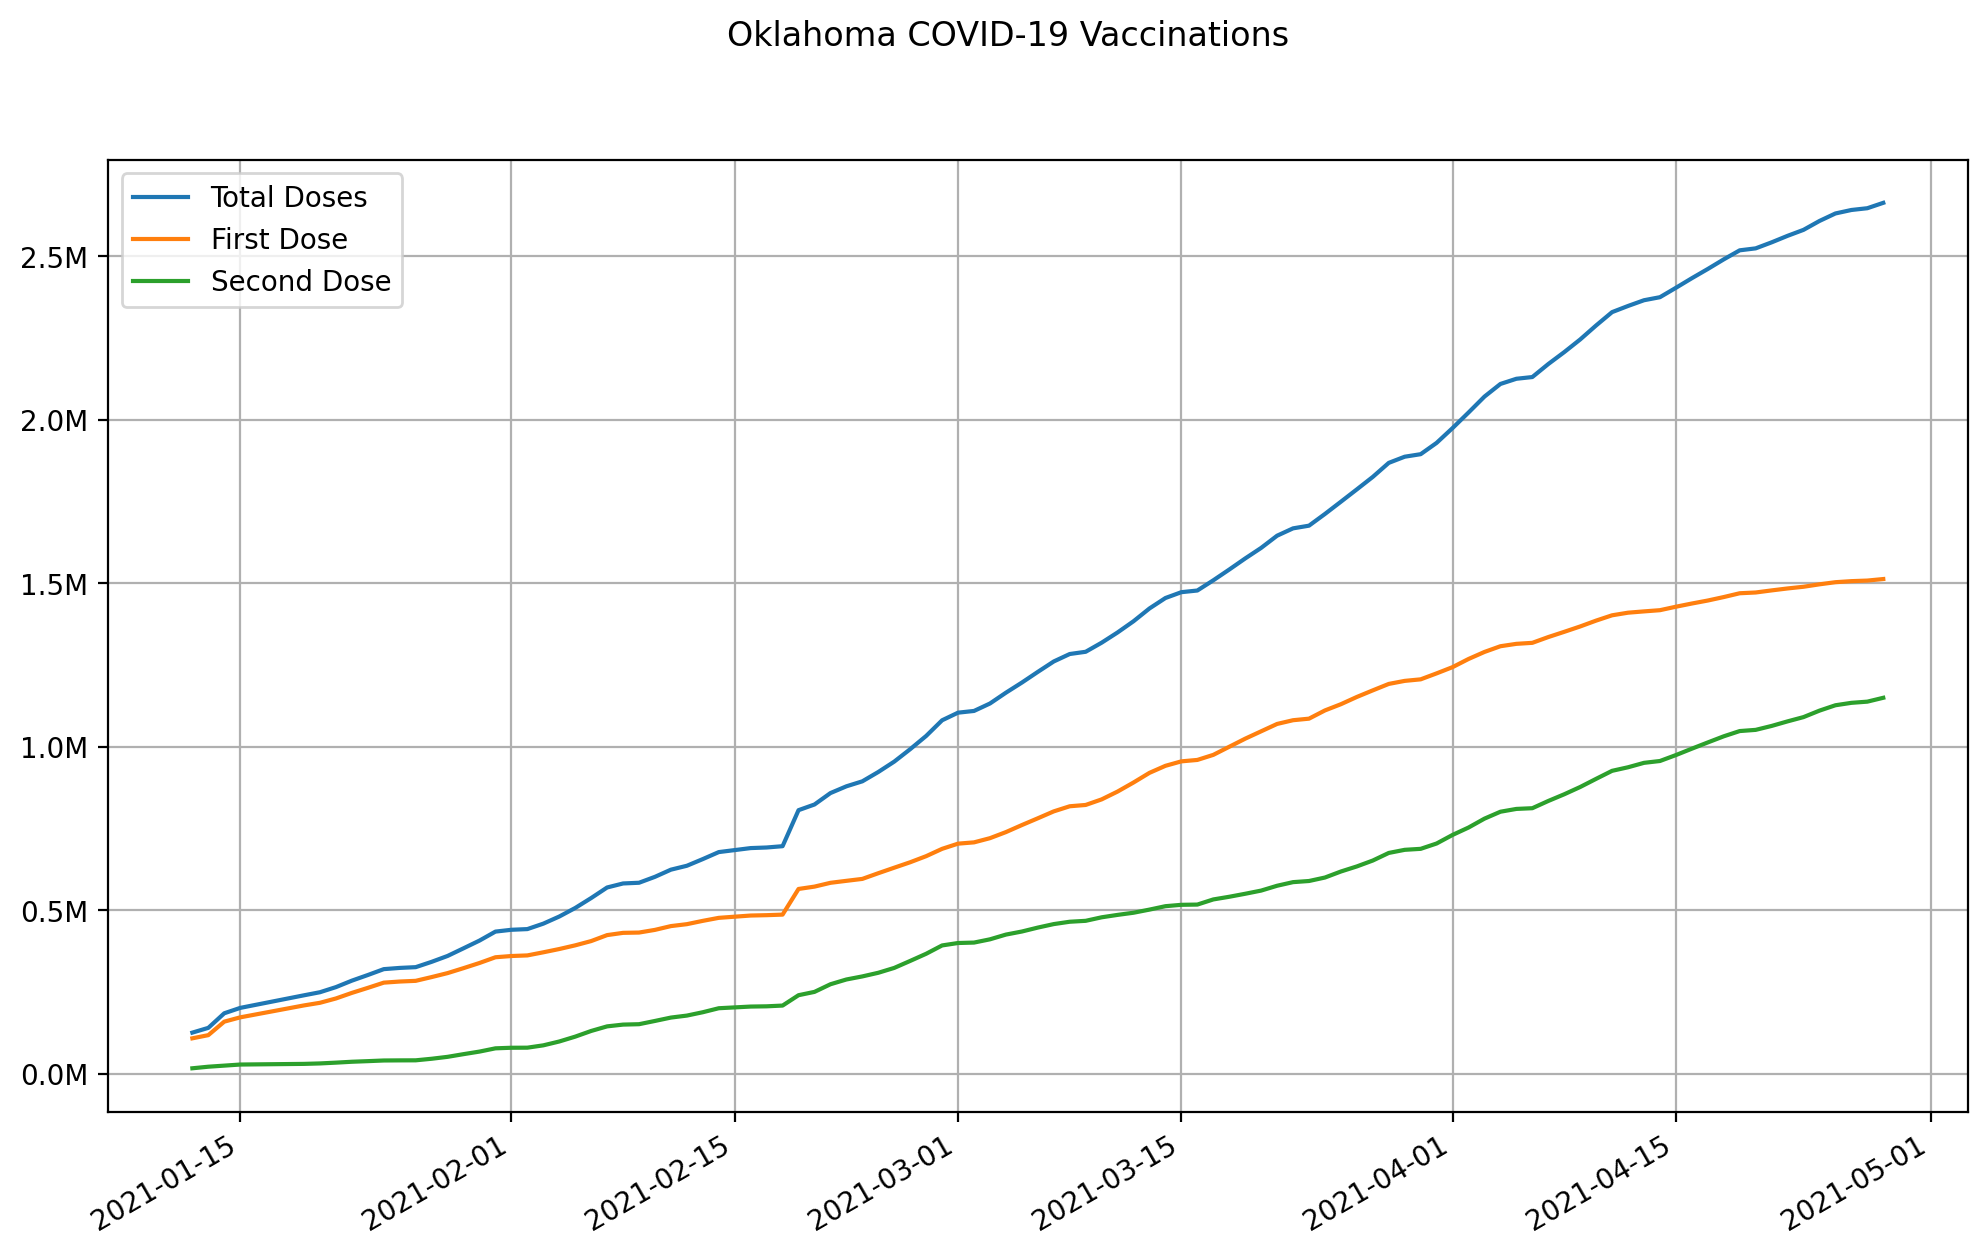 Oklahoma COVID-19 Vaccinations
Total Doses
First Dose
Second Dose
2.5M
2.0M
1.5M
1.0M
0.5M
0.0M
2021-01-15
2021-02-01
2021-02-15
2021-03-01
2021-03-15
2021-04-01
2021-04-15
2021-05-01